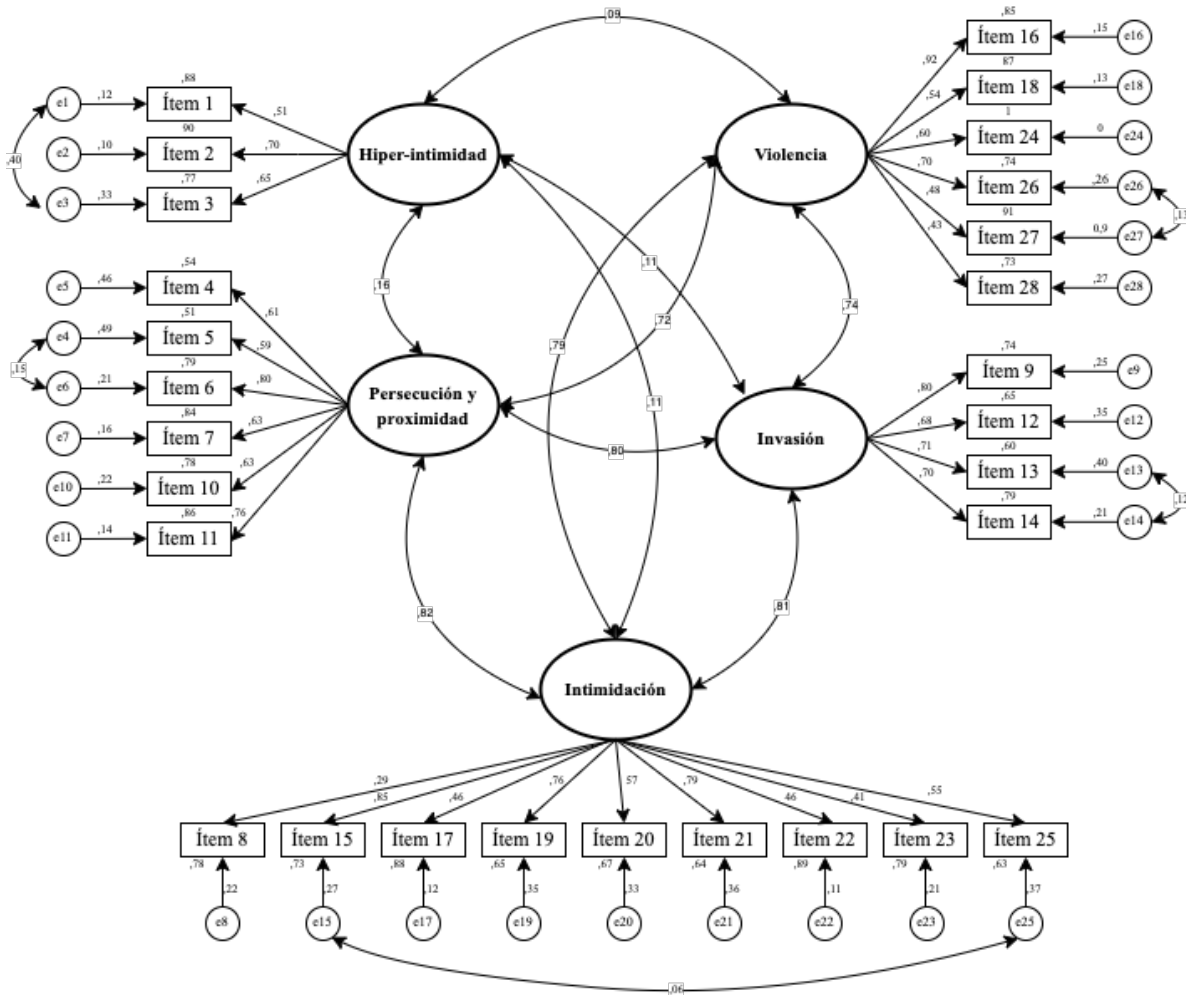 ,09
,85
e1 ,12 ,88 Ítem 1 ,51
,92 Ítem 16 ,15 e16
e2 ,10 90 Ítem 2 ,70
Hiper-intimidad
Violencia
,54 87 Ítem 18 ,13 e18
,40
e3 ,33 ,77 Ítem 3 ,65
,60 1 Ítem 24 0 e24
,70 ,74 Ítem 26 ,26 e26
,48 91 Ítem 27 0,9 e27
,13
,43 ,73 Ítem 28 ,27 e28
,16
,11
,74
e5 ,46 ,54 Ítem 4 ,61
e4 ,49 ,51 Ítem 5 ,59
,15
e6 ,21 ,79 Ítem 6 ,80
e7 ,16 ,84 Ítem 7 ,63
e10 ,22 ,78 Ítem 10 ,63
e11 ,14 ,86 Ítem 11 ,76
,79
,72
,11
Persecución y
proximidad
,80
Invasión
,80 ,74 Ítem 9 ,25 e9
,68 ,65 Ítem 12 ,35 e12
,71 ,60 Ítem 13 ,40 e13
,70 ,79 Ítem 14 ,21 e14
,12
,82
,81
Intimidación
,29 ,85 ,46 ,76 57 ,79 46 ,41 ,55
Ítem 8 Ítem 15 Ítem 17 Ítem 19 Ítem 20 Ítem 21 Ítem 22 Ítem 23 Ítem 25
,78 ,73 ,88 ,65 ,67 ,64 ,89 ,79 ,63
,22 ,27 ,12 ,35 ,33 ,36 ,11 ,21 ,37
e8 e15 e17 e19 e20 e21 e22 e23 e25
,06